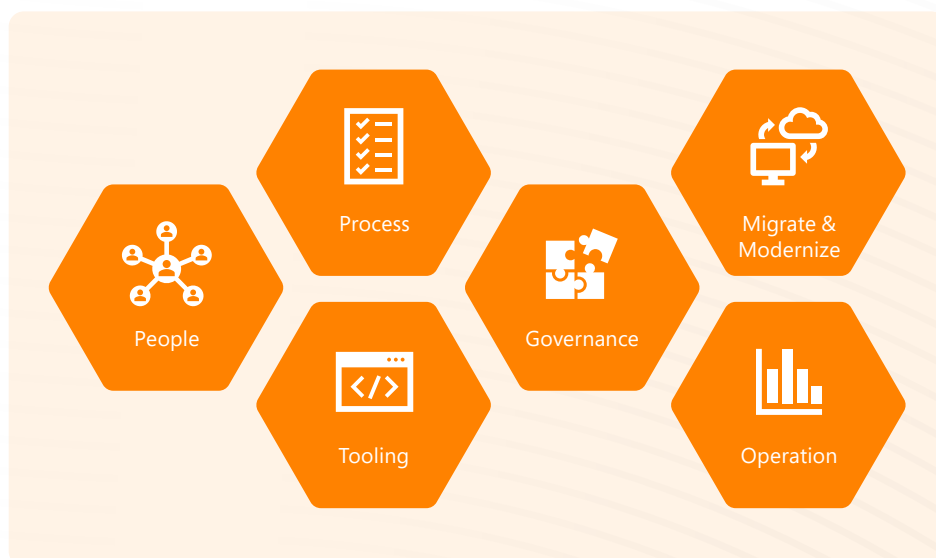 Process
Migrate &
Modernize
People
Governance
Tooling
Operation